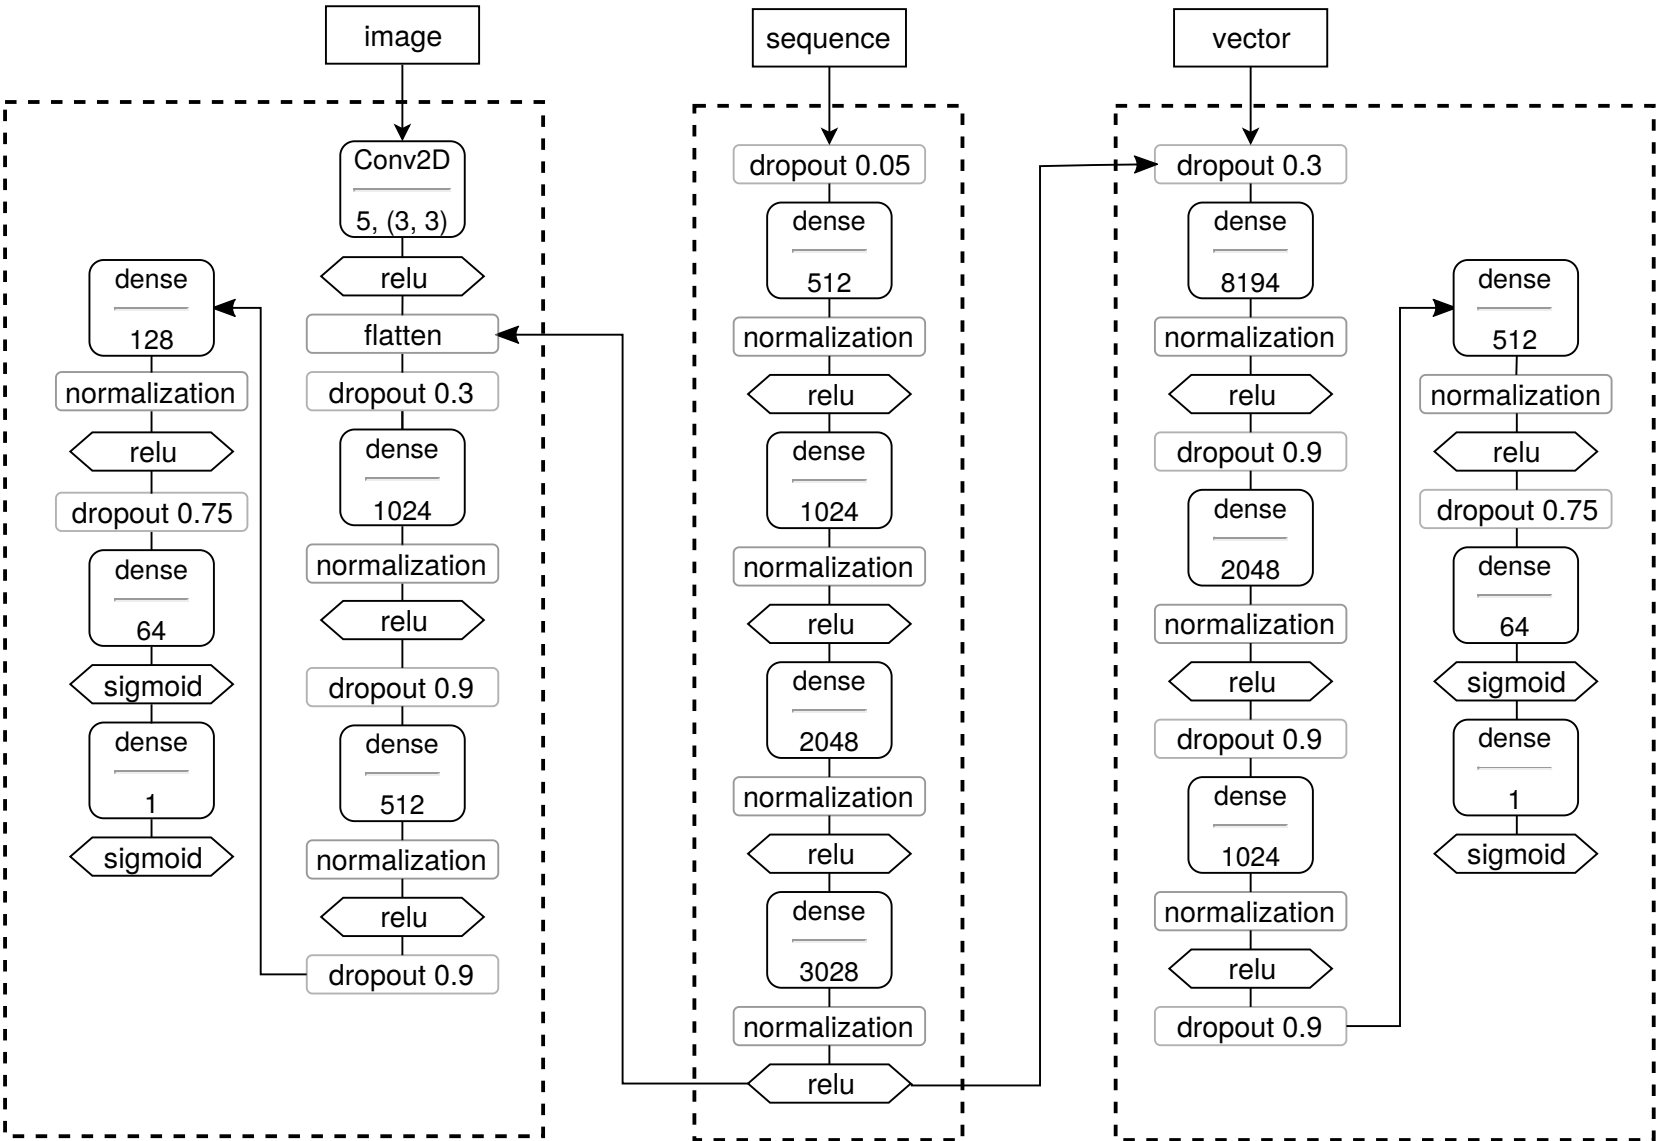 image
Conv2D
5, (3, 3)
relu
flatten
dropout 0.3
dense
1024
normalization
relu
dropout 0.9
dense
512
normalization
relu
dropout 0.9
dense
128
normalization
relu
dropout 0.75
dense
64
sigmoid
dense
1
sigmoid
sequence
dropout 0.05
dense
512
normalization
relu
dense
1024
normalization
relu
dense
2048
normalization
relu
dense
3028
normalization
relu
vector
dropout 0.3
dense
8194
normalization
relu
dropout 0.9
dense
2048
normalization
relu
dropout 0.9
dense
1024
normalization
relu
dropout 0.9
dense
512
normalization
relu
dropout 0.75
dense
64
sigmoid
dense
1
sigmoid